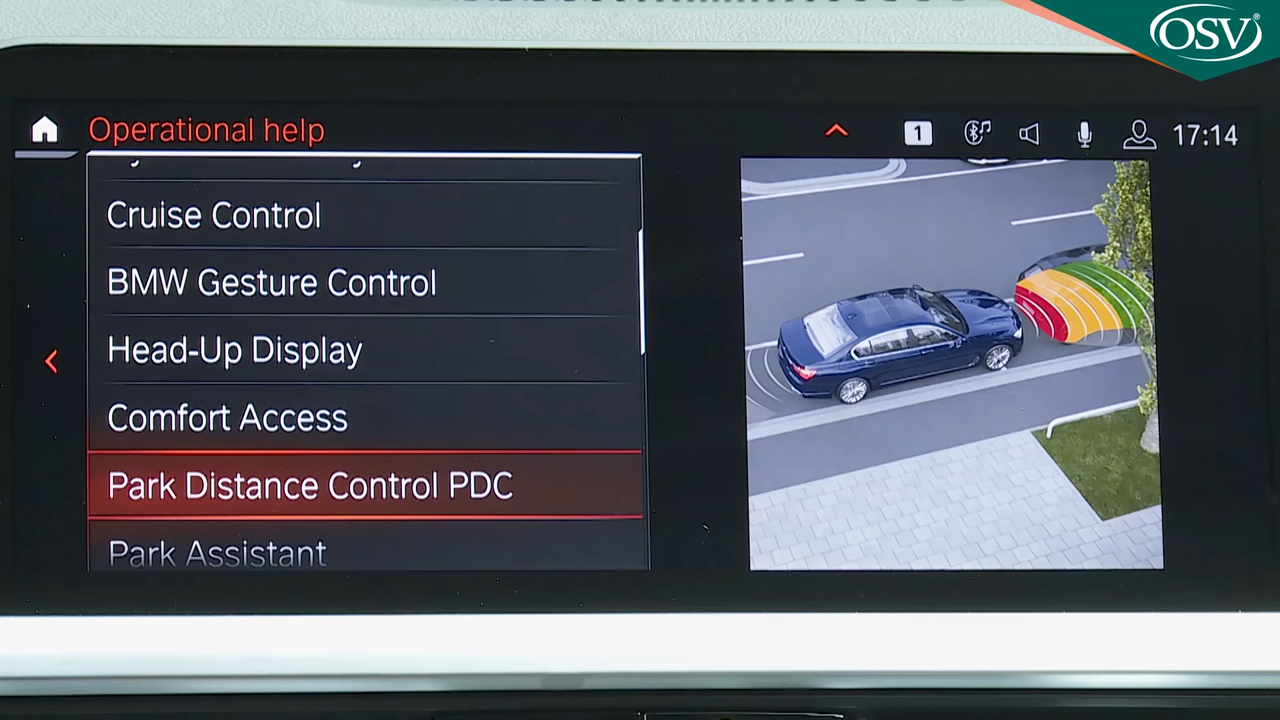 OSV®
Operational help
1
17:14
Cruise Control
BMW Gesture Control
Head-Up Display
Comfort Access
Park Distance Control PDC
Park Assistant